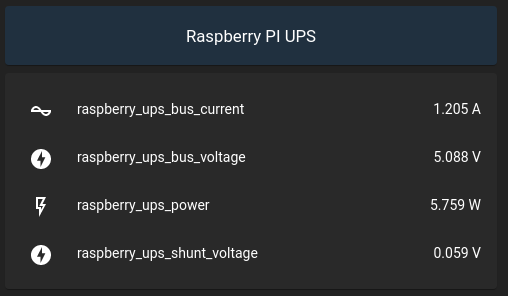 Raspberry PI UPS
raspberry_ups_bus_current 1.205 A
raspberry_ups_bus_voltage 5.088 V
raspberry_ups_power 5.759 W
raspberry_ups_shunt_voltage 0.059 V